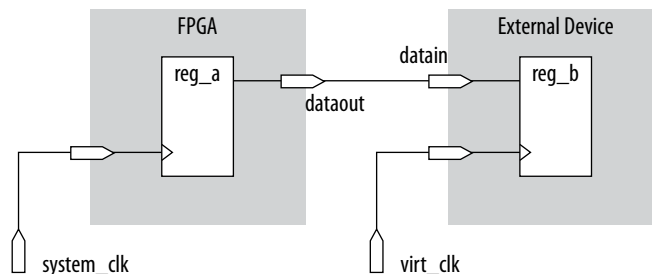 FPGA
External Device
datain
reg_a
reg_b
dataout
system_clk
virt_clk